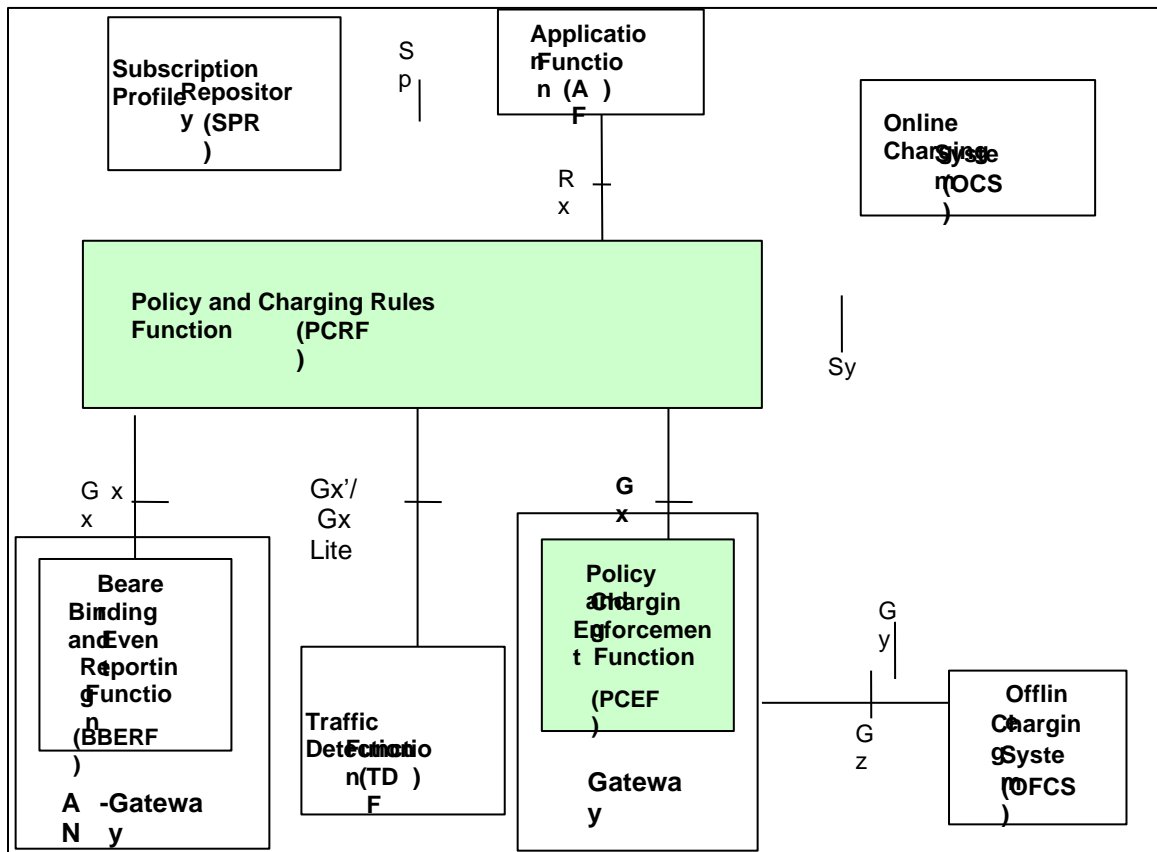 Subscription
Profile
Repository
(SPR)
Sp
Application
Function
(AF)
Online
Charging
System
(OCS)
Rx
Policy and Charging Rules
Function
(PCRF)
Sy
Gx x
Gx’/
Gx
Lite
Gx
Bearer
Binding
and Event
Reporting
Function
(BBERF)
AN -Gateway
Traffic
Detection
Function
(TDF)
Policy
and
Charging
Enforcement
Function
(PCEF)
Gateway
Gy
Gz
Offline
Charging
System
(OFCS)